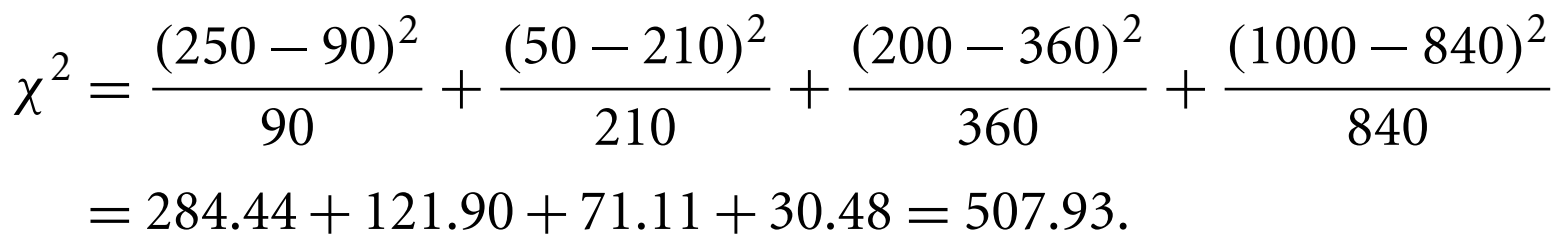 χ² = (250 − 90)²/90 + (50 − 210)²/210 + (200 − 360)²/360 + (1000 − 840)²/840
= 284.44 + 121.90 + 71.11 + 30.48 = 507.93.